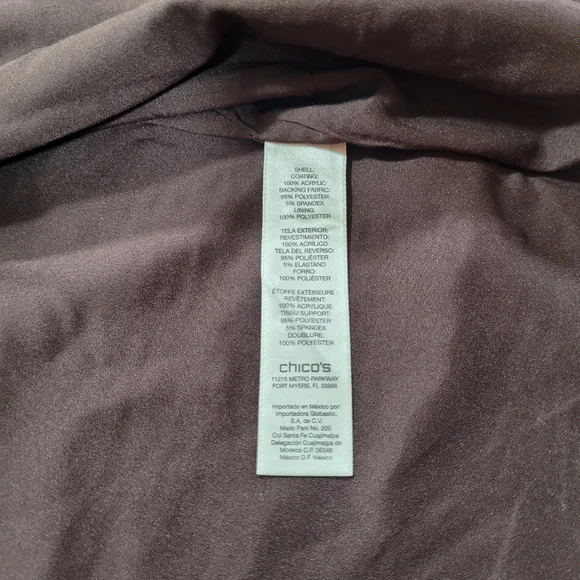 SHELL:
COATING:
100% ACRYLIC
BACKING FABRIC:
95% POLYESTER
5% SPANDEX
LINING:
100% POLYESTER
TELA EXTERIOR:
REVESTIMIENTO:
100% ACRÍLICO
TELA DEL REVERSO:
95% POLIÉSTER
5% ELASTANO
FORRO:
100% POLIÉSTER
ÉTOFFE EXTÉRIEURE:
REVÊTEMENT:
100% ACRYLIQUE
TISSU SUPPORT:
95% POLYESTER
5% SPANDEX
DOUBLURE:
100% POLYESTER
chico's
11215 METRO PARKWAY
FORT MYERS, FL 33966
Importado en México por:
Importadora Globastic,
S.A. de C.V.
Mario Pani No. 200
Col Santa Fe Cuajimalpa
Delegación Cuajimalpa de
Morelos C.P. 05348
México D.F. México